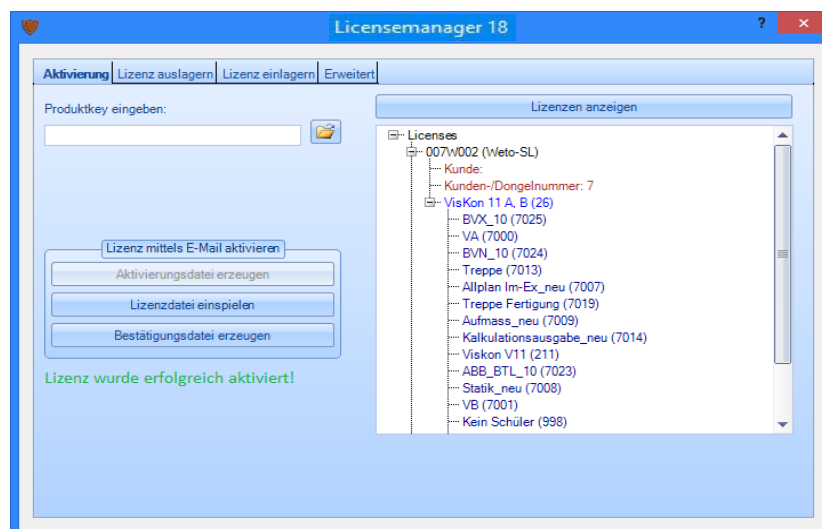 Licensemanager 18
?
Aktivierung Lizenz auslagern Lizenz einlagern Erweitert
Produktkey eingeben:
Lizenz mittels E-Mail aktivieren
Aktivierungsdatei erzeugen
Lizenzdatei einspielen
Bestätigungsdatei erzeugen
Lizenz wurde erfolgreich aktiviert!
Lizenzen anzeigen
Licenses
007W002 (Weto-SL)
Kunde:
Kunden-/Dongelnummer: 7
VisKon 11 A, B (26)
BVX_10 (7025)
VA (7000)
BVN_10 (7024)
Treppe (7013)
Allplan Im-Ex_neu (7007)
Treppe Fertigung (7019)
Aufmass_neu (7009)
Kalkulationsausgabe_neu (7014)
Viskon V11 (211)
ABB_BTL_10 (7023)
Statik_neu (7008)
VB (7001)
Kein Schüler (998)